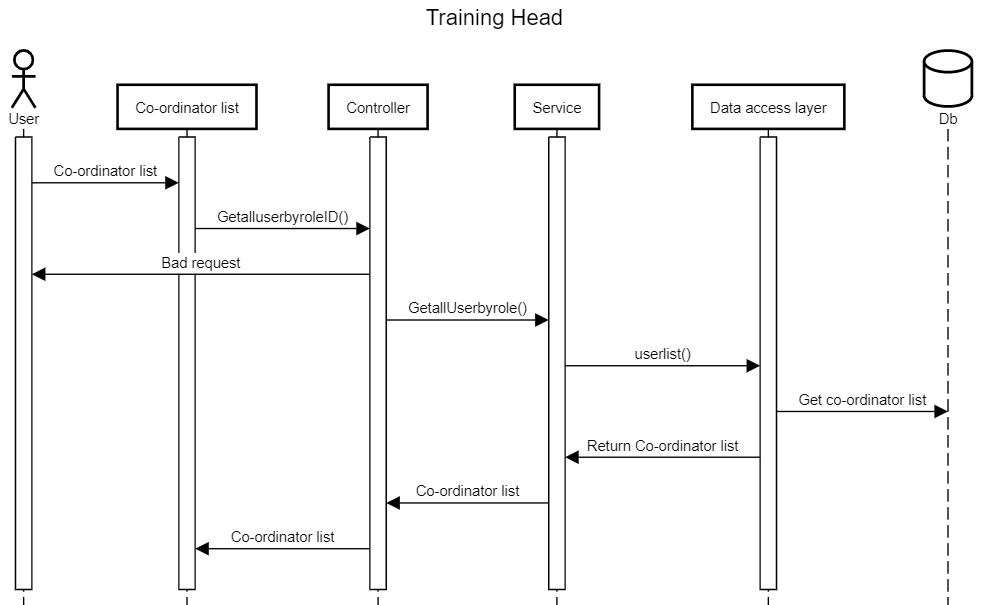 Training Head
User
Co-ordinator list
Controller
Service
Data access layer
Db
Co-ordinator list
GetalluserbyroleID()
Bad request
GetallUserbyrole()
userlist()
Get co-ordinator list
Return Co-ordinator list
Co-ordinator list
Co-ordinator list